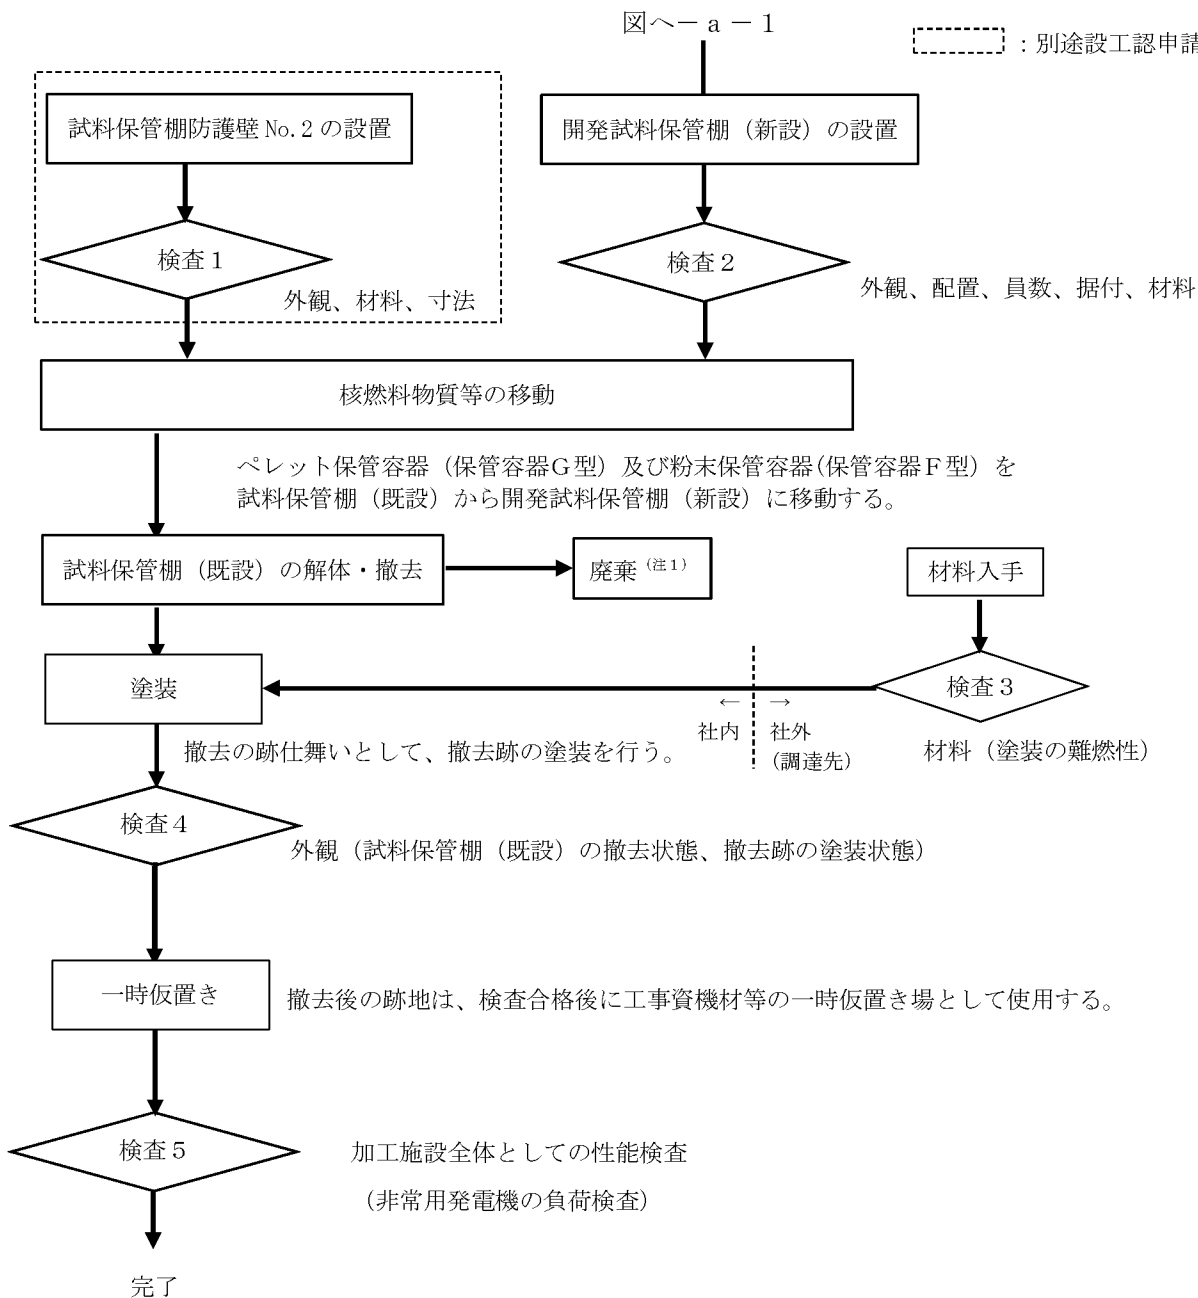 図へ－ａ－１
：別途設工認申請
試料保管棚防護壁 No.2 の設置
開発試料保管棚（新設）の設置
検査１
外観、材料、寸法
検査２
外観、配置、員数、据付、材料
核燃料物質等の移動
ペレット保管容器（保管容器Ｇ型）及び粉末保管容器(保管容器Ｆ型）を
試料保管棚（既設）から開発試料保管棚（新設）に移動する。
試料保管棚（既設）の解体・撤去
廃棄（注１）
材料入手
塗装
検査３
← →
社内 社外
(調達先）
材料（塗装の難燃性）
撤去の跡仕舞いとして、撤去跡の塗装を行う。
検査４
外観（試料保管棚（既設）の撤去状態、撤去跡の塗装状態）
一時仮置き
撤去後の跡地は、検査合格後に工事資機材等の一時仮置き場として使用する。
検査５
加工施設全体としての性能検査
（非常用発電機の負荷検査）
完了